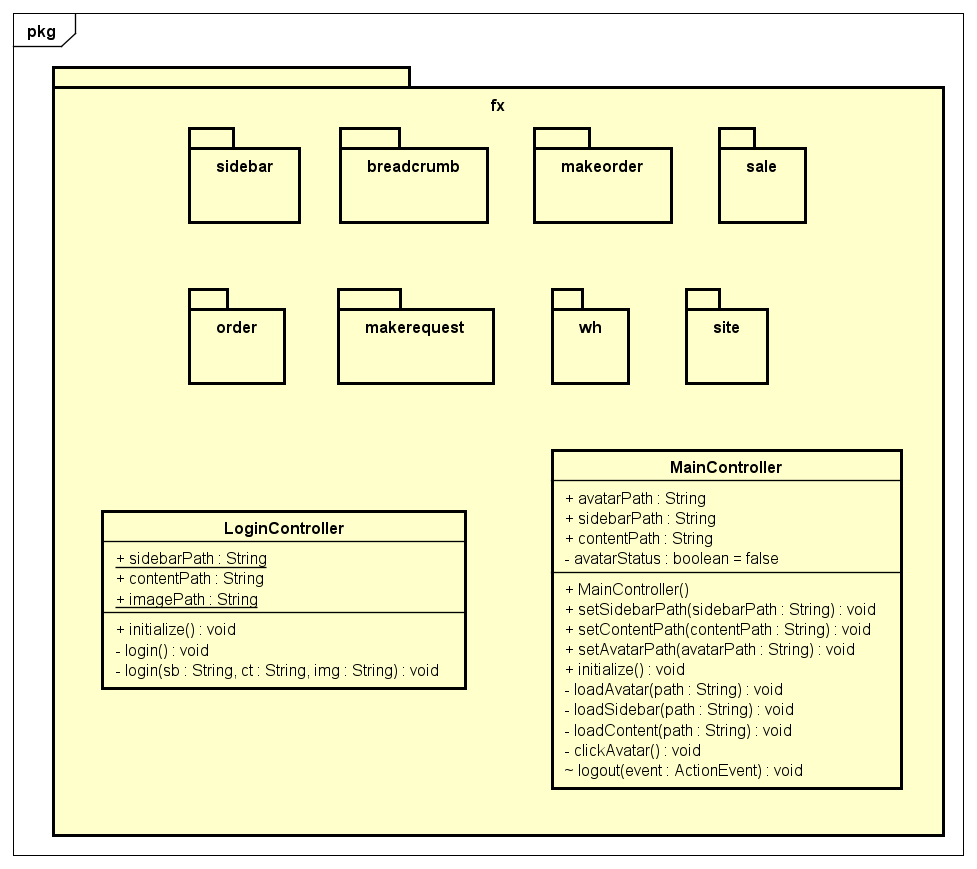 pkg
fx
sidebar
breadcrumb
makeorder
sale
order
makerequest
wh
site
LoginController
+ sidebarPath : String
+ contentPath : String
+ imagePath : String
+ initialize() : void
- login() : void
- login(sb : String, ct : String, img : String) : void
MainController
+ avatarPath : String
+ sidebarPath : String
+ contentPath : String
- avatarStatus : boolean = false
+ MainController()
+ setSidebarPath(sidebarPath : String) : void
+ setContentPath(contentPath : String) : void
+ setAvatarPath(avatarPath : String) : void
+ initialize() : void
- loadAvatar(path : String) : void
- loadSidebar(path : String) : void
- loadContent(path : String) : void
- clickAvatar() : void
~ logout(event : ActionEvent) : void